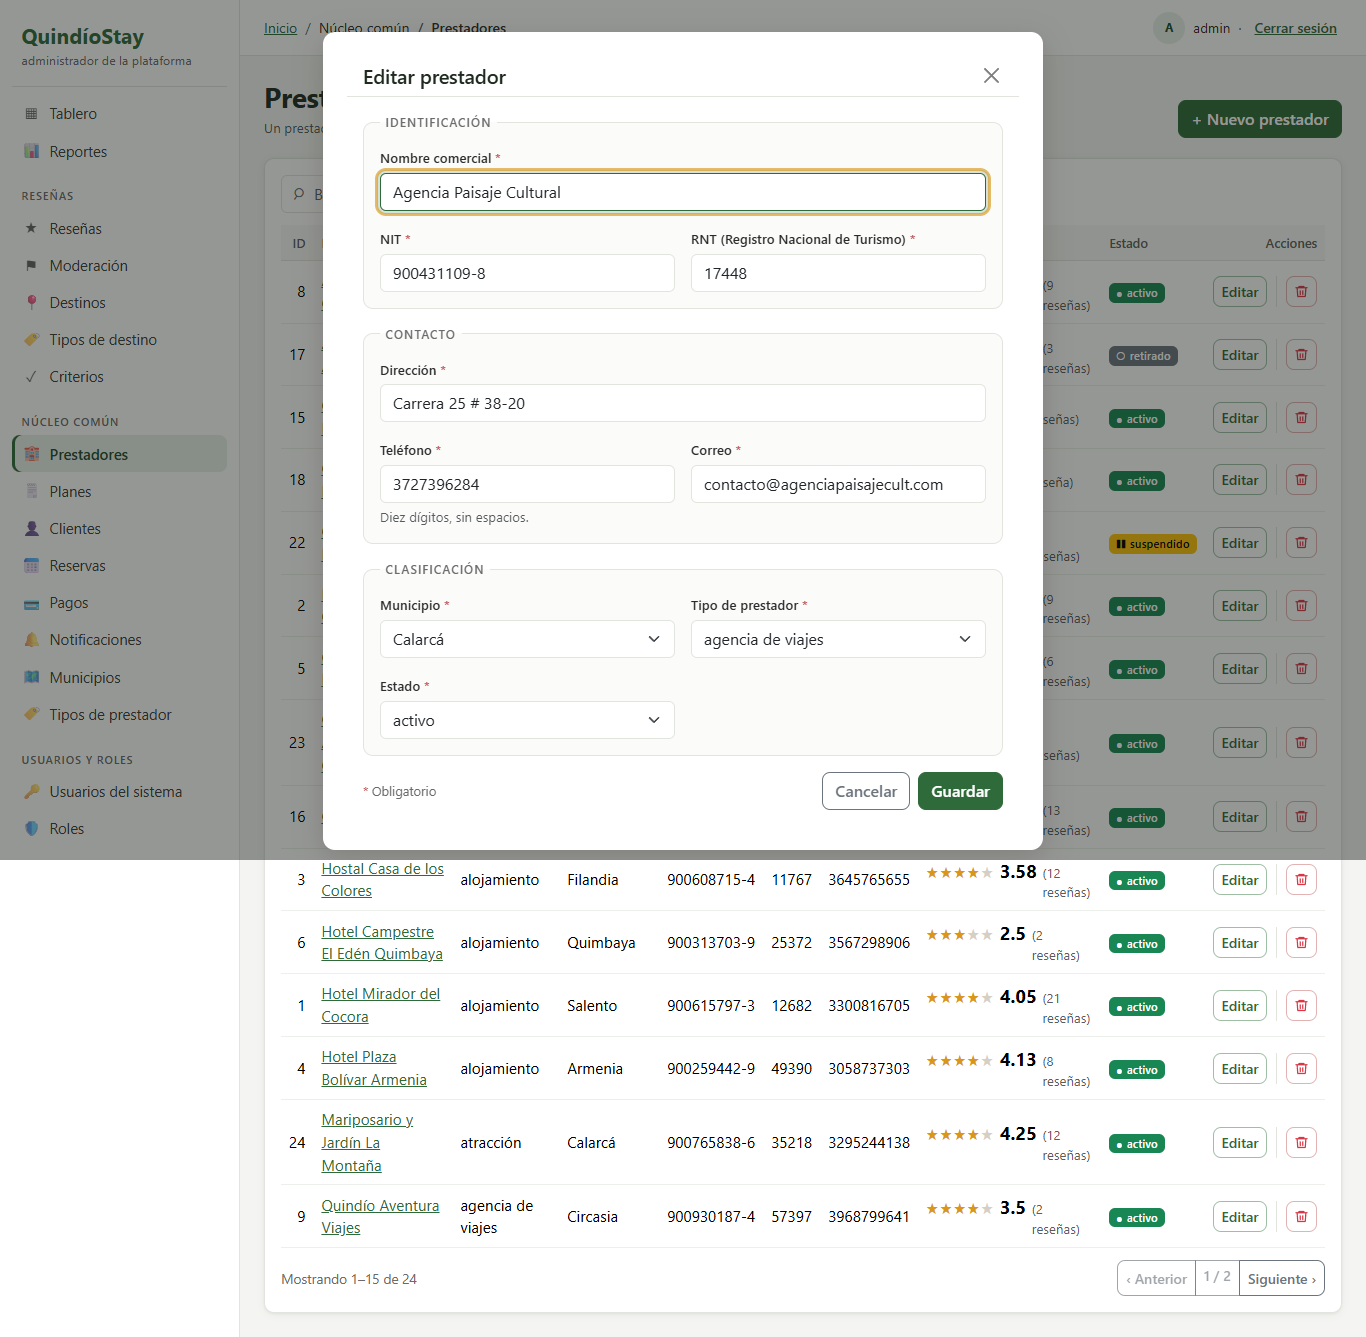 QuindíoStay
administrador de la plataforma
Tablero
Reportes
RESEÑAS
Reseñas
Moderación
Destinos
Tipos de destino
Criterios
NÚCLEO COMÚN
Prestadores
Planes
Clientes
Reservas
Pagos
Notificaciones
Municipios
Tipos de prestador
USUARIOS Y ROLES
Usuarios del sistema
Roles
Inicio / Núcleo común / Prestadores
A admin · Cerrar sesión
+ Nuevo prestador
Editar prestador
IDENTIFICACIÓN
Nombre comercial *
Agencia Paisaje Cultural
NIT * RNT (Registro Nacional de Turismo) *
900431109-8 17448
CONTACTO
Dirección *
Carrera 25 # 38-20
Teléfono * Correo *
3727396284 contacto@agenciapaisajecult.com
Diez dígitos, sin espacios.
CLASIFICACIÓN
Municipio * Tipo de prestador *
Calarcá agencia de viajes
Estado *
activo
* Obligatorio Cancelar Guardar
ID Estado Acciones
8 (9 reseñas) activo Editar
17 (3 reseñas) retirado Editar
15 activo Editar
18 activo Editar
22 suspendido Editar
2 (9 reseñas) activo Editar
5 (6 reseñas) activo Editar
23 activo Editar
16 (13 reseñas) activo Editar
3 Hostal Casa de los Colores alojamiento Filandia 900608715-4 11767 3645765655 ★★★★★ 3.58 (12 reseñas) activo Editar
6 Hotel Campestre El Edén Quimbaya alojamiento Quimbaya 900313703-9 25372 3567298906 ★★★★★ 2.5 (2 reseñas) activo Editar
1 Hotel Mirador del Cocora alojamiento Salento 900615797-3 12682 3300816705 ★★★★★ 4.05 (21 reseñas) activo Editar
4 Hotel Plaza Bolívar Armenia alojamiento Armenia 900259442-9 49390 3058737303 ★★★★★ 4.13 (8 reseñas) activo Editar
24 Mariposario y Jardín La Montaña atracción Calarcá 900765838-6 35218 3295244138 ★★★★★ 4.25 (12 reseñas) activo Editar
9 Quindío Aventura Viajes agencia de viajes Circasia 900930187-4 57397 3968799641 ★★★★★ 3.5 (2 reseñas) activo Editar
Mostrando 1–15 de 24
‹ Anterior 1 / 2 Siguiente ›